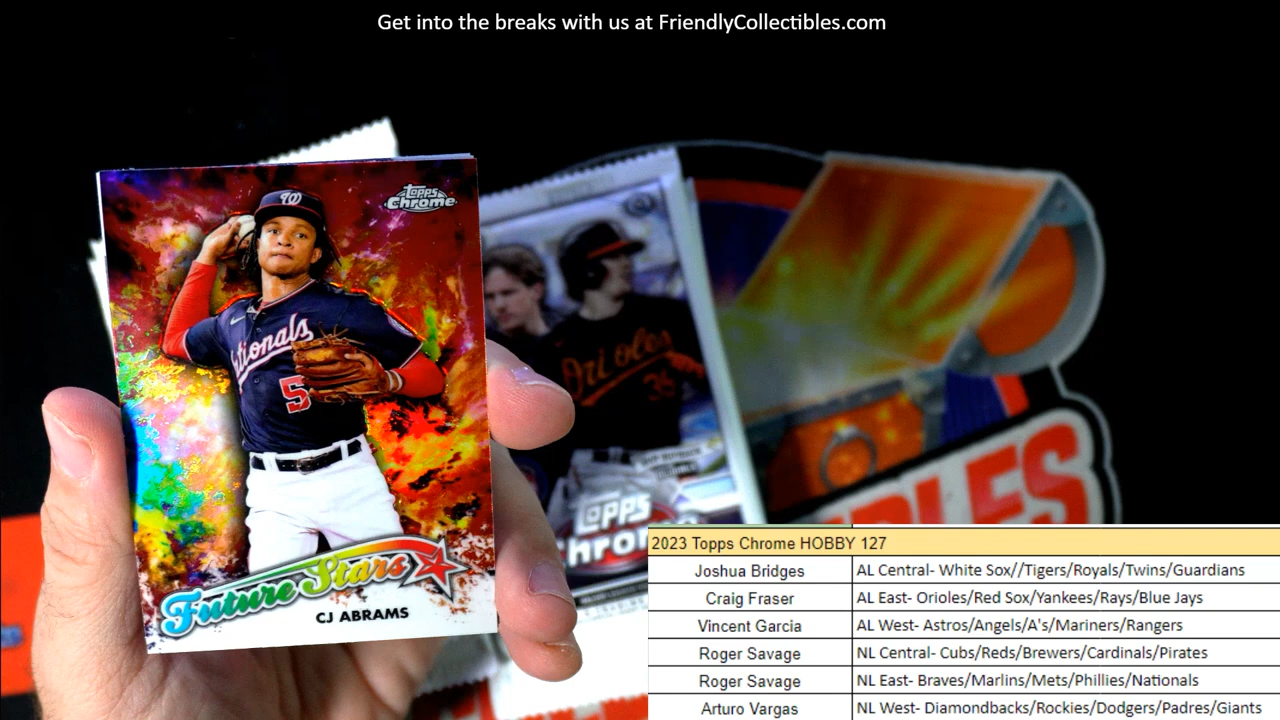 Get into the breaks with us at FriendlyCollectibles.com
Topps
Chrome
W
Nationals
5
Future Stars
CJ ABRAMS
Orioles
Topps
2023 Topps Chrome HOBBY 127
Joshua Bridges AL Central- White Sox//Tigers/Royals/Twins/Guardians
Craig Fraser AL East- Orioles/Red Sox/Yankees/Rays/Blue Jays
Vincent Garcia AL West- Astros/Angels/A's/Mariners/Rangers
Roger Savage NL Central- Cubs/Reds/Brewers/Cardinals/Pirates
Roger Savage NL East- Braves/Marlins/Mets/Phillies/Nationals
Arturo Vargas NL West- Diamondbacks/Rockies/Dodgers/Padres/Giants